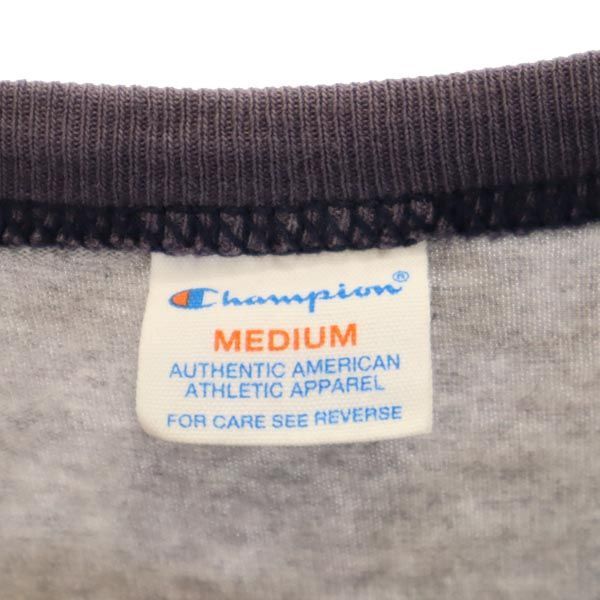 Champion®
MEDIUM
AUTHENTIC AMERICAN
ATHLETIC APPAREL
FOR CARE SEE REVERSE